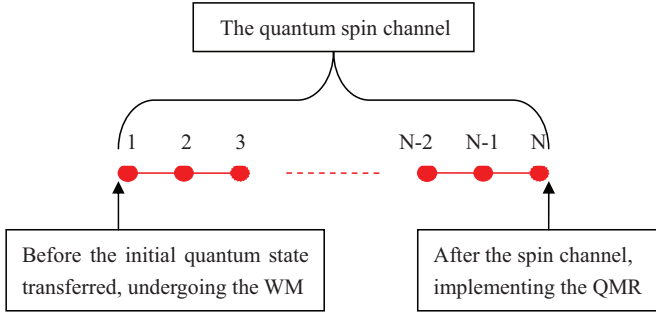 The quantum spin channel
1 2 3 N-2 N-1 N
Before the initial quantum state
transferred, undergoing the WM
After the spin channel,
implementing the QMR